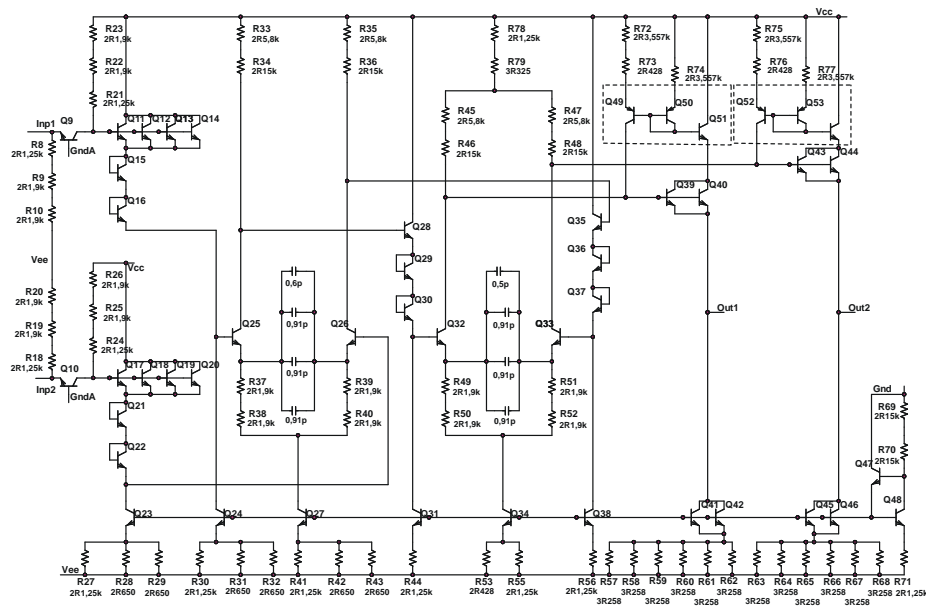 Vcc
R23
2R1,9k
R22
2R1,9k
R21
2R1,25k
R33
2R5,8k
R34
2R15k
R35
2R5,8k
R36
2R15k
R78
2R1,25k
R79
3R325
R72
2R3,557k
R73
2R428
R74
2R3,557k
R75
2R3,557k
R76
2R428
R77
2R3,557k
Q49
Q50
Q51
Q52
Q53
Inp1
Q9
GndA
Q11
Q12
Q13
Q14
R8
2R1,25k
R9
2R1,9k
R10
2R1,9k
Q15
Q16
R45
2R5,8k
R46
2R15k
R47
2R5,8k
R48
2R15k
Q43
Q44
Q39
Q40
Q28
Q29
Q30
Q35
Q36
Q37
Vee
Vcc
R26
2R1,9k
R25
2R1,9k
R24
2R1,25k
R20
2R1,9k
R19
2R1,9k
R18
2R1,25k
0,6p
0,91p
0,91p
0,91p
0,5p
0,91p
0,91p
0,91p
Out1
Out2
Q25
Q26
Q32
Q33
Inp2
Q10
GndA
Q17
Q18
Q19
Q20
Q21
Q22
R37
2R1,9k
R38
2R1,9k
R39
2R1,9k
R40
2R1,9k
R49
2R1,9k
R50
2R1,9k
R51
2R1,9k
R52
2R1,9k
Gnd
R69
2R15k
R70
2R15k
Q47
Q48
Q23
Q24
Q27
Q31
Q34
Q38
Q41
Q42
Q45
Q46
Vee
R27
2R1,25k
R28
2R650
R29
2R650
R30
2R1,25k
R31
2R650
R32
2R650
R41
2R1,25k
R42
2R650
R43
2R650
R44
2R1,25k
R53
2R428
R55
2R1,25k
R56
2R1,25k
R57
3R258
R58
3R258
R59
3R258
R60
3R258
R61
3R258
R62
3R258
R63
3R258
R64
3R258
R65
3R258
R66
3R258
R67
3R258
R68
3R258
R71
2R1,25k